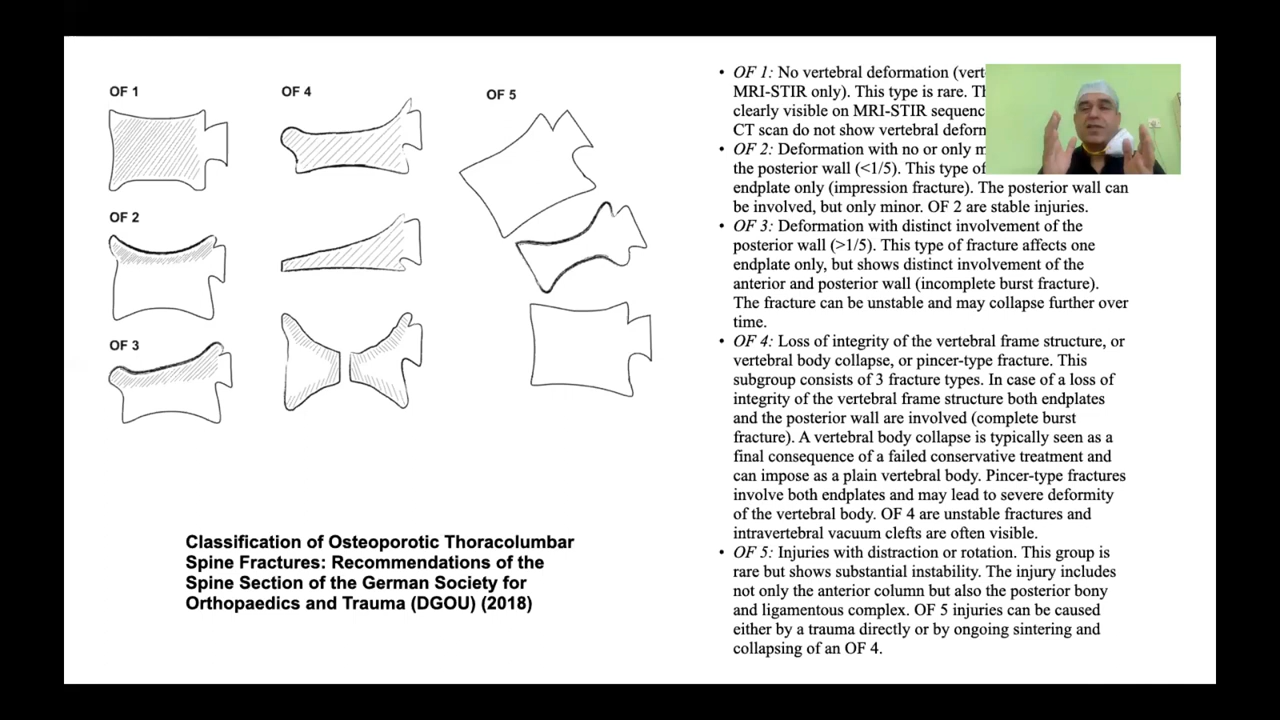 OF 1
OF 4
OF 5
OF 2
OF 3
Classification of Osteoporotic Thoracolumbar
Spine Fractures: Recommendations of the
Spine Section of the German Society for
Orthopaedics and Trauma (DGOU) (2018)
• OF 1: No vertebral deformation
MRI-STIR only). This type is rare.
clearly visible on MRI-STIR
CT scan do not show vertebral
• OF 2: Deformation with no or only
the posterior wall (<1/5). This type of
endplate only (impression fracture). The posterior wall can
be involved, but only minor. OF 2 are stable injuries.
• OF 3: Deformation with distinct involvement of the
posterior wall (>1/5). This type of fracture affects one
endplate only, but shows distinct involvement of the
anterior and posterior wall (incomplete burst fracture).
The fracture can be unstable and may collapse further over
time.
• OF 4: Loss of integrity of the vertebral frame structure, or
vertebral body collapse, or pincer-type fracture. This
subgroup consists of 3 fracture types. In case of a loss of
integrity of the vertebral frame structure both endplates
and the posterior wall are involved (complete burst
fracture). A vertebral body collapse is typically seen as a
final consequence of a failed conservative treatment and
can impose as a plain vertebral body. Pincer-type fractures
involve both endplates and may lead to severe deformity
of the vertebral body. OF 4 are unstable fractures and
intravertebral vacuum clefts are often visible.
• OF 5: Injuries with distraction or rotation. This group is
rare but shows substantial instability. The injury includes
not only the anterior column but also the posterior bony
and ligamentous complex. OF 5 injuries can be caused
either by a trauma directly or by ongoing sintering and
collapsing of an OF 4.